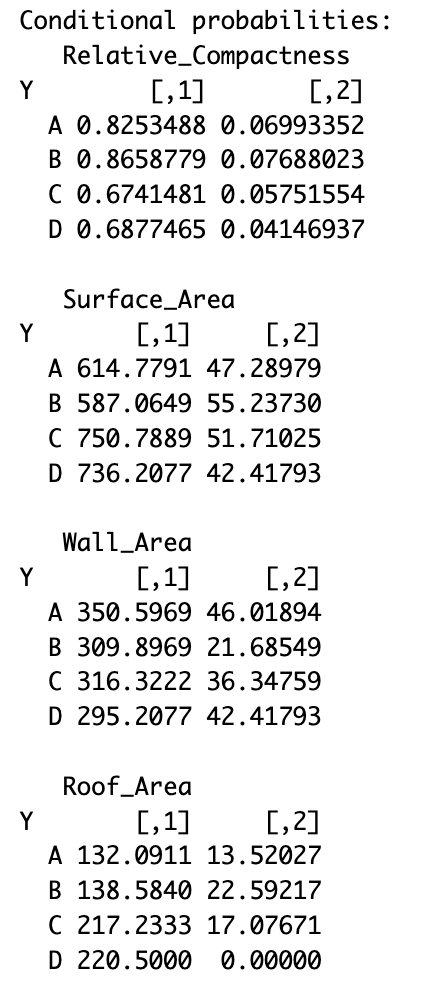 Conditional probabilities:
   Relative_Compactness
Y        [,1]       [,2]
  A 0.8253488 0.06993352
  B 0.8658779 0.07688023
  C 0.6741481 0.05751554
  D 0.6877465 0.04146937

   Surface_Area
Y       [,1]     [,2]
  A 614.7791 47.28979
  B 587.0649 55.23730
  C 750.7889 51.71025
  D 736.2077 42.41793

   Wall_Area
Y       [,1]     [,2]
  A 350.5969 46.01894
  B 309.8969 21.68549
  C 316.3222 36.34759
  D 295.2077 42.41793

   Roof_Area
Y       [,1]     [,2]
  A 132.0911 13.52027
  B 138.5840 22.59217
  C 217.2333 17.07671
  D 220.5000  0.00000